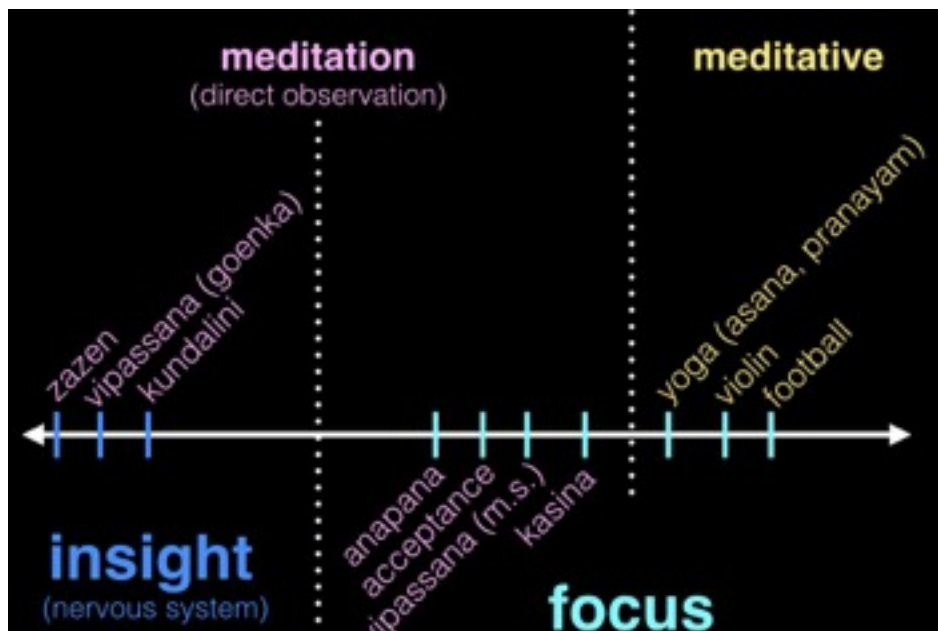 meditation
(direct observation)
meditative
zazen
vipassana (goenka)
kundalini
yoga (asana, pranayam)
violin
football
anapana
acceptance
vipassana (m.s.)
kasina
insight
(nervous system)
focus